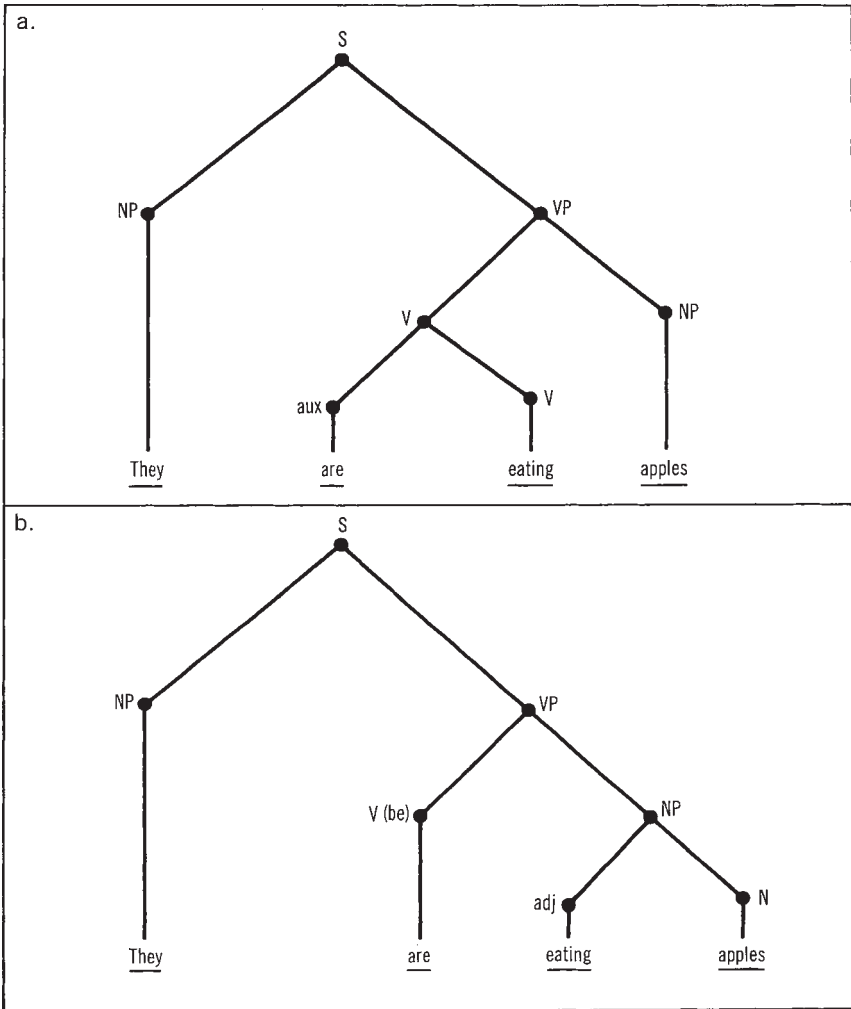 a.
S
NP
VP
V
NP
aux
V
They are eating apples
b.
S
NP
VP
V (be)
NP
adj
N
They are eating apples